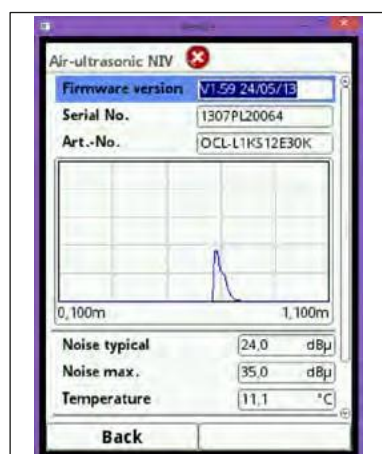 Air-ultrasonic NIV
Firmware version V1.59 24/05/13
Serial No. 1307PL20064
Art.-No. OCL-L1KS12E30K
0,100m 1,100m
Noise typical 24,0 dBµ
Noise max. 35,0 dBµ
Temperature 11,1 °C
Back